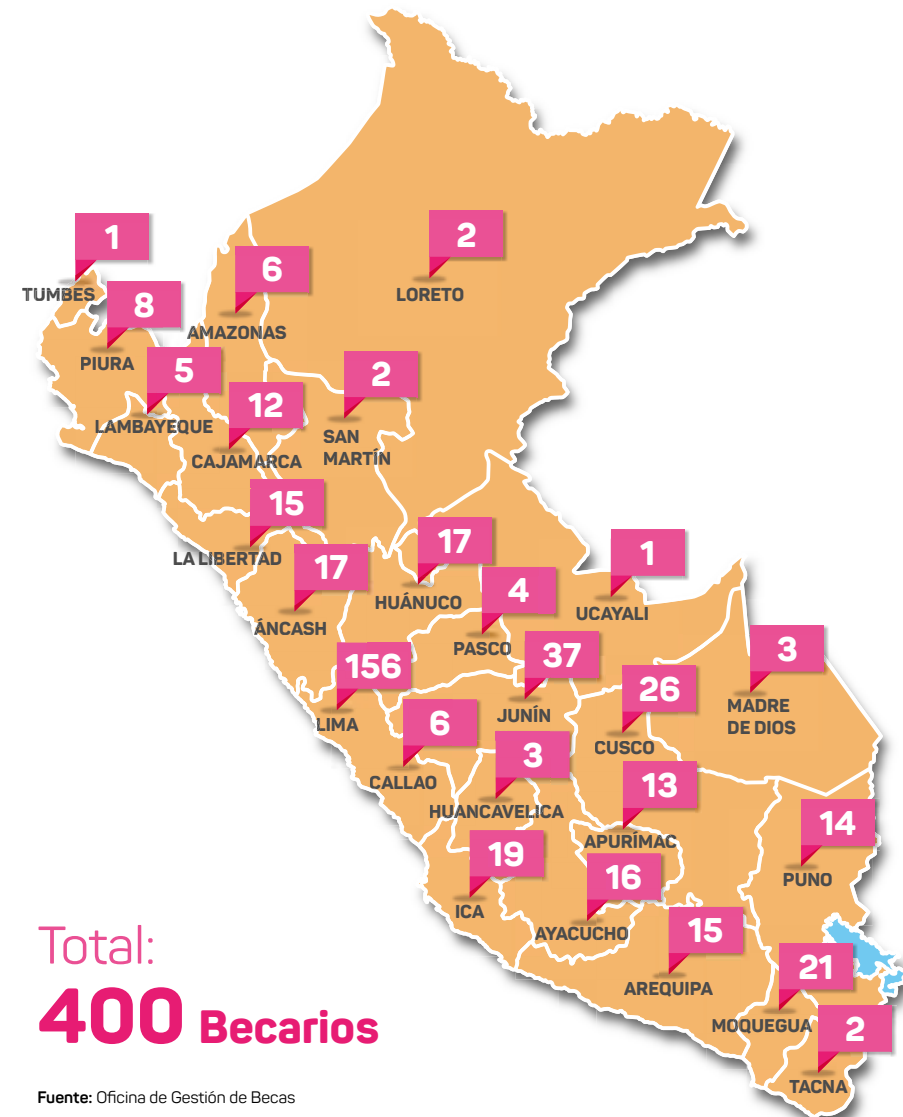 1
TUMBES
2
LORETO
6
AMAZONAS
8
PIURA
5
LAMBAYEQUE
2
SAN
MARTÍN
12
CAJAMARCA
15
LA LIBERTAD
17
ÁNCASH
17
HUÁNUCO
1
UCAYALI
4
PASCO
156
LIMA
37
JUNÍN
3
MADRE
DE DIOS
26
CUSCO
6
CALLAO
3
HUANCAVELICA
13
APURÍMAC
14
PUNO
19
ICA
16
AYACUCHO
15
AREQUIPA
21
MOQUEGUA
2
TACNA
Total:
400 Becarios
Fuente: Oficina de Gestión de Becas